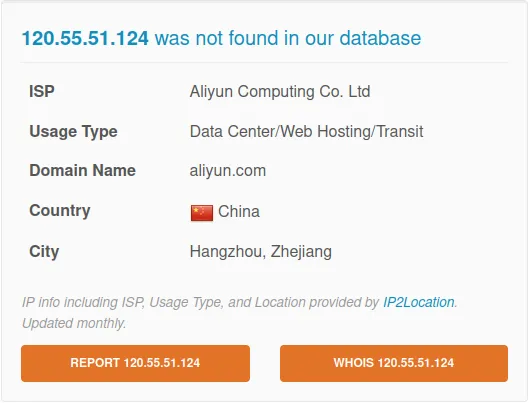 120.55.51.124 was not found in our database
ISP Aliyun Computing Co. Ltd
Usage Type Data Center/Web Hosting/Transit
Domain Name aliyun.com
Country China
City Hangzhou, Zhejiang
IP info including ISP, Usage Type, and Location provided by IP2Location.
Updated monthly.
REPORT 120.55.51.124 WHOIS 120.55.51.124